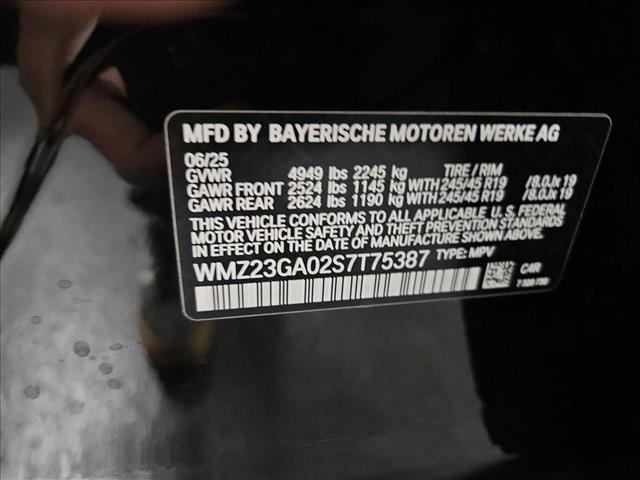 MFD BY BAYERISCHE MOTOREN WERKE AG
06/25
GVWR 4949 lbs 2245 kg TIRE / RIM
GAWR FRONT 2524 lbs 1145 kg WITH 245/45 R19 /8.0Jx19
GAWR REAR 2624 lbs 1190 kg WITH 245/45 R19 /8.0Jx19
THIS VEHICLE CONFORMS TO ALL APPLICABLE U. S. FEDERAL
MOTOR VEHICLE SAFETY AND THEFT PREVENTION STANDARDS
IN EFFECT ON THE DATE OF MANUFACTURE SHOWN ABOVE.
WMZ23GA02S7T75387 TYPE: MPV